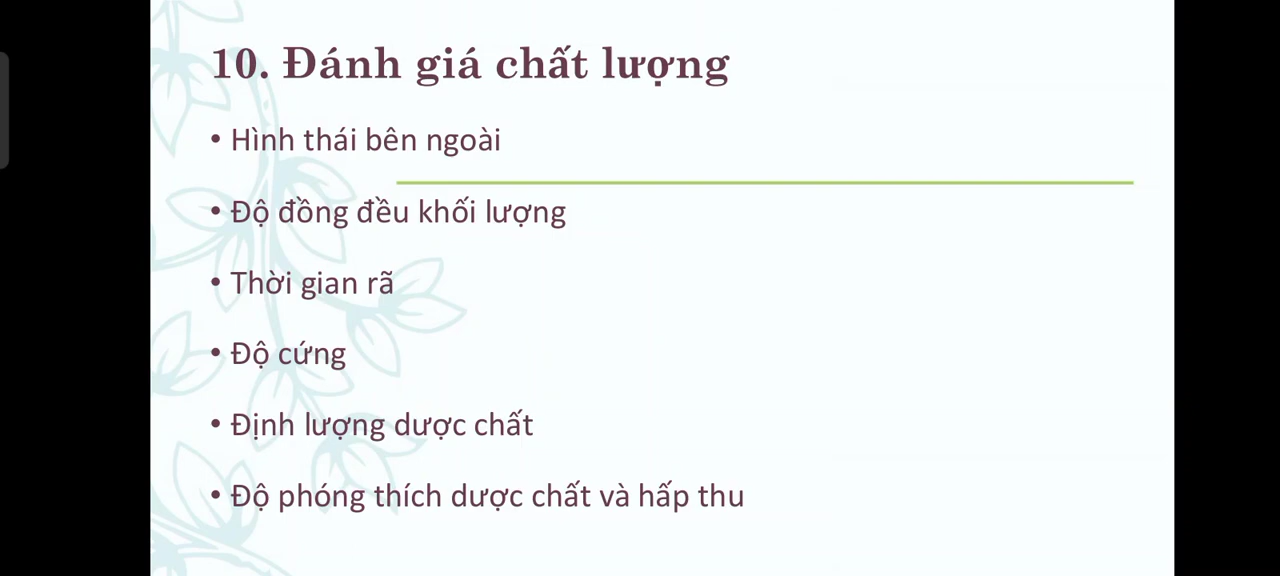 10. Đánh giá chất lượng
• Hình thái bên ngoài
• Độ đồng đều khối lượng
• Thời gian rã
• Độ cứng
• Định lượng dược chất
• Độ phóng thích dược chất và hấp thu